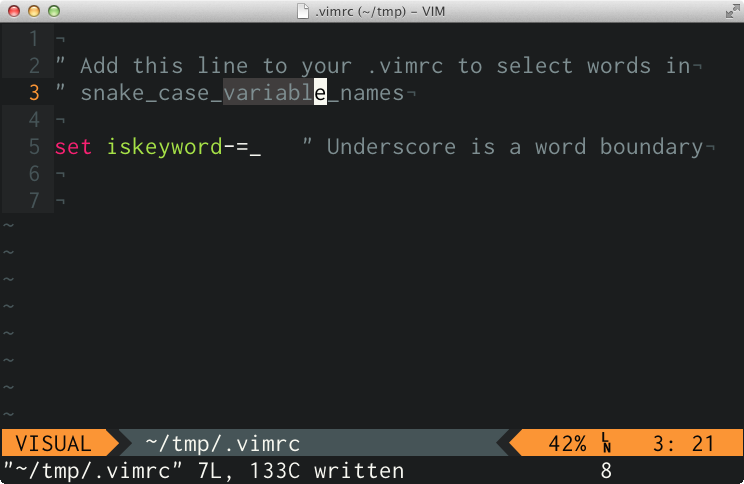 .vimrc (~/tmp) – VIM
1 ¬
2 " Add this line to your .vimrc to select words in¬
3 " snake_case_variable_names¬
4 ¬
5 set iskeyword-=_   " Underscore is a word boundary¬
6 ¬
7 ¬
~
~
~
~
~
~
~
~
VISUAL ~/tmp/.vimrc 42% LN 3: 21
"~/tmp/.vimrc" 7L, 133C written 8